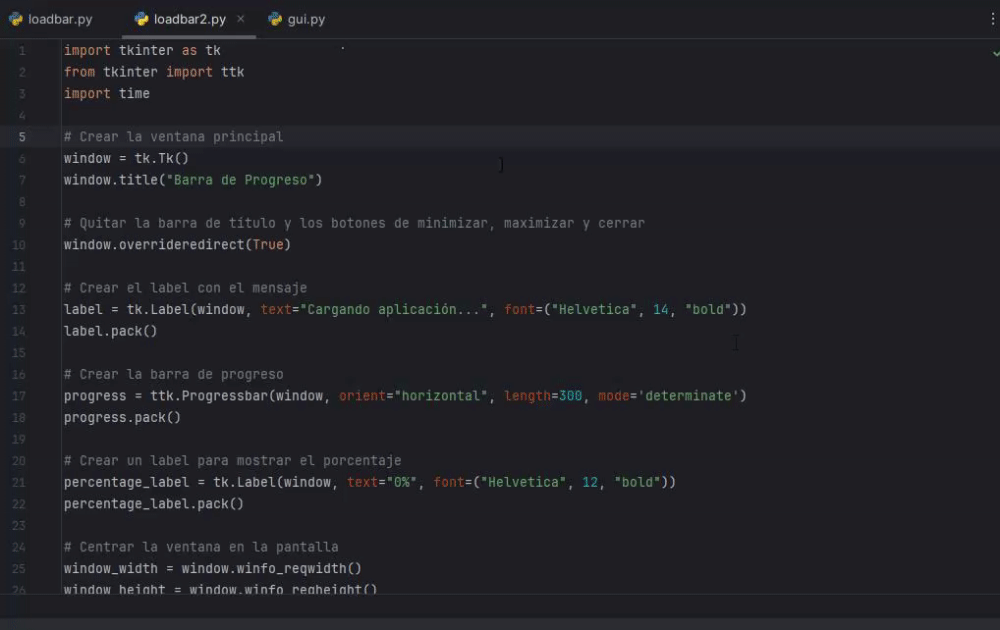 loadbar.py loadbar2.py × gui.py
1 import tkinter as tk
2 from tkinter import ttk
3 import time
4
5 # Crear la ventana principal
6 window = tk.Tk()
7 window.title("Barra de Progreso")
8
9 # Quitar la barra de título y los botones de minimizar, maximizar y cerrar
10 window.overrideredirect(True)
11
12 # Crear el label con el mensaje
13 label = tk.Label(window, text="Cargando aplicación...", font=("Helvetica", 14, "bold"))
14 label.pack()
15
16 # Crear la barra de progreso
17 progress = ttk.Progressbar(window, orient="horizontal", length=300, mode='determinate')
18 progress.pack()
19
20 # Crear un label para mostrar el porcentaje
21 percentage_label = tk.Label(window, text="0%", font=("Helvetica", 12, "bold"))
22 percentage_label.pack()
23
24 # Centrar la ventana en la pantalla
25 window_width = window.winfo_reqwidth()
26 window_height = window.winfo_reqheight()